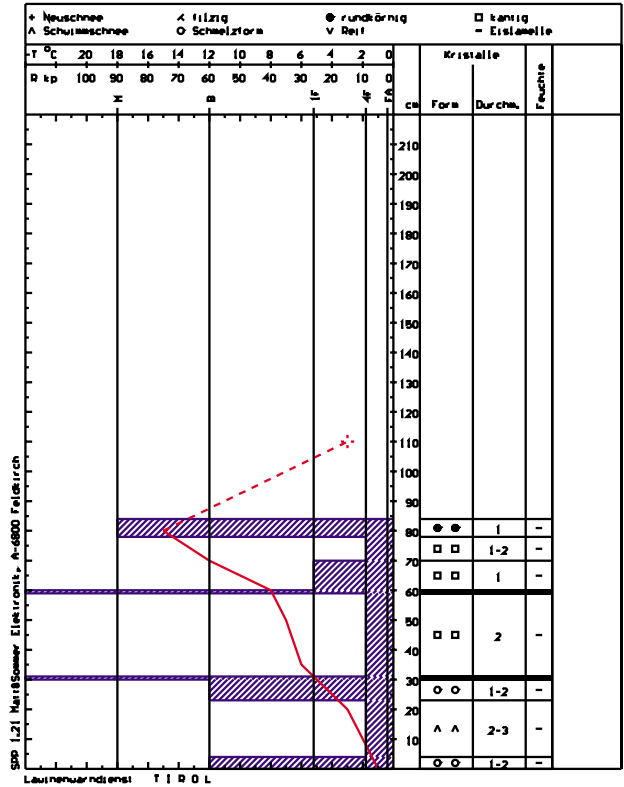 + Neuschnee ⁁ filzig ● rundkörnig □ kantig
∧ Schwimmschnee ○ Schmelzform ∨ Reif – Eislamelle
-T °C 20 18 16 14 12 10 8 6 4 2 0 Kristalle
R kp 100 90 80 70 60 50 40 30 20 10 0 cm Form Durchm. Feuchte
K B 1F 4F FA
210
200
190
180
170
160
150
140
130
120
110
100
90
80 ● ● 1 –
□ □ 1-2 –
70
□ □ 1 –
60
50
□ □ 2 –
40
30
○ ○ 1-2 –
20
∧ ∧ 2-3 –
10
○ ○ 1-2 –
SPP 1.21 Matt&Sommer Elektronik, A-6800 Feldkirch
Lawinenwarndienst T I R O L